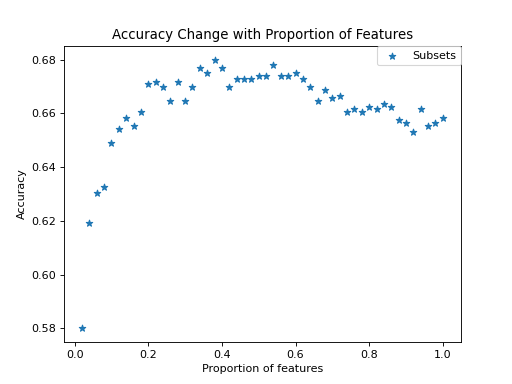 Accuracy Change with Proportion of Features
Subsets
0.68
0.66
0.64
0.62
0.60
0.58
Accuracy
0.0 0.2 0.4 0.6 0.8 1.0
Proportion of features